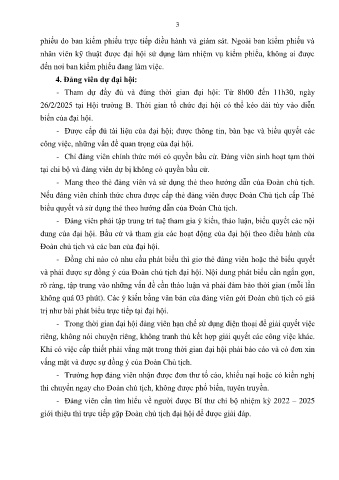 3
phiếu do ban kiểm phiếu trực tiếp điều hành và giám sát. Ngoài ban kiểm phiếu và
nhân viên kỹ thuật được đại hội sử dụng làm nhiệm vụ kiểm phiếu, không ai được
đến nơi ban kiểm phiếu đang làm việc.
4. Đảng viên dự đại hội:
- Tham dự đầy đủ và đúng thời gian đại hội: Từ 8h00 đến 11h30, ngày
26/2/2025 tại Hội trường B. Thời gian tổ chức đại hội có thể kéo dài tùy vào diễn
biến của đại hội.
- Được cấp đủ tài liệu của đại hội; được thông tin, bàn bạc và biểu quyết các
công việc, những vấn đề quan trọng của đại hội.
- Chỉ đảng viên chính thức mới có quyền bầu cử. Đảng viên sinh hoạt tạm thời
tại chi bộ và đảng viên dự bị không có quyền bầu cử.
- Mang theo thẻ đảng viên và sử dụng thẻ theo hướng dẫn của Đoàn chủ tịch.
Nếu đảng viên chính thức chưa được cấp thẻ đảng viên được Đoàn Chủ tịch cấp Thẻ
biểu quyết và sử dụng thẻ theo hướng dẫn của Đoàn Chủ tịch.
- Đảng viên phải tập trung trí tuệ tham gia ý kiến, thảo luận, biểu quyết các nội
dung của đại hội. Bầu cử và tham gia các hoạt động của đại hội theo điều hành của
Đoàn chủ tịch và các ban của đại hội.
- Đồng chí nào có nhu cầu phát biểu thì giơ thẻ đảng viên hoặc thẻ biểu quyết
và phải được sự đồng ý của Đoàn chủ tịch đại hội. Nội dung phát biểu cần ngắn gọn,
rõ ràng, tập trung vào những vấn đề cần thảo luận và phải đảm bảo thời gian (mỗi lần
không quá 03 phút). Các ý kiến bằng văn bản của đảng viên gởi Đoàn chủ tịch có giá
trị như bài phát biểu trực tiếp tại đại hội.
- Trong thời gian đại hội đảng viên hạn chế sử dụng điện thoại để giải quyết việc
riêng, không nói chuyện riêng, không tranh thủ kết hợp giải quyết các công việc khác.
Khi có việc cấp thiết phải vắng mặt trong thời gian đại hội phải báo cáo và có đơn xin
vắng mặt và được sự đồng ý của Đoàn Chủ tịch.
- Trường hợp đảng viên nhận được đơn thư tố cáo, khiếu nại hoặc có kiến nghị
thì chuyển ngay cho Đoàn chủ tịch, không được phổ biến, tuyên truyền.
- Đảng viên cần tìm hiểu về người được Bí thư chi bộ nhiệm kỳ 2022 – 2025
giới thiệu thì trực tiếp gặp Đoàn chủ tịch đại hội để được giải đáp.